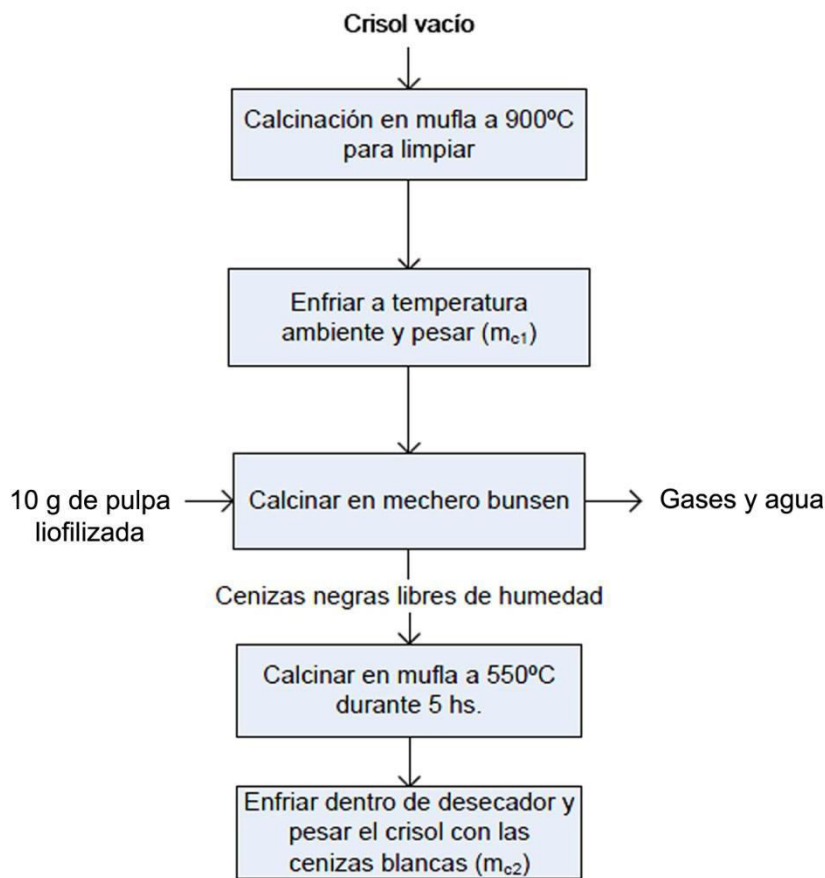 Crisol vacío
Calcinación en mufla a 900ºC
para limpiar
Enfriar a temperatura
ambiente y pesar (mc1)
10 g de pulpa
liofilizada
Calcinar en mechero bunsen
Gases y agua
Cenizas negras libres de humedad
Calcinar en mufla a 550ºC
durante 5 hs.
Enfriar dentro de desecador y
pesar el crisol con las
cenizas blancas (mc2)